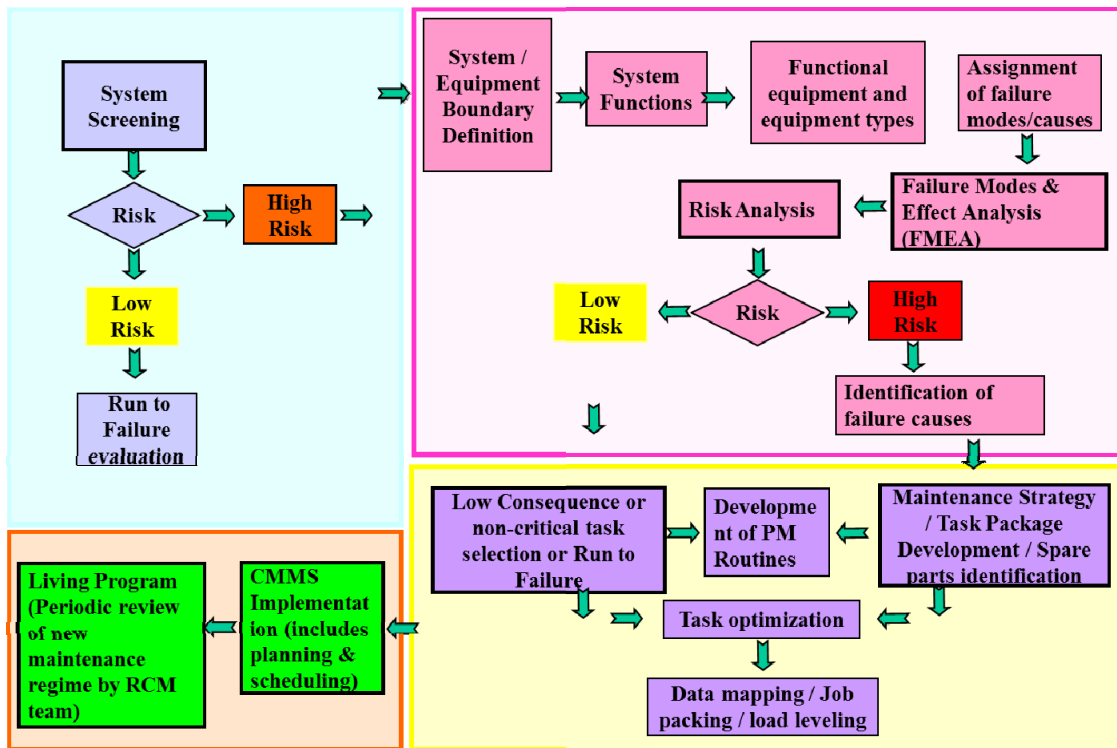 System
Screening
Risk
High
Risk
Low
Risk
Run to
Failure
evaluation
System /
Equipment
Boundary
Definition
System
Functions
Functional
equipment and
equipment types
Assignment
of failure
modes/causes
Failure Modes &
Effect Analysis
(FMEA)
Risk Analysis
Low
Risk
Risk
High
Risk
Identification of
failure causes
Low Consequence or
non-critical task
selection or Run to
Failure
Developme
nt of PM
Routines
Maintenance Strategy
/ Task Package
Development / Spare
parts identification
Task optimization
Data mapping / Job
packing / load leveling
CMMS
Implementat
ion (includes
planning &
scheduling)
Living Program
(Periodic review
of new
maintenance
regime by RCM
team)